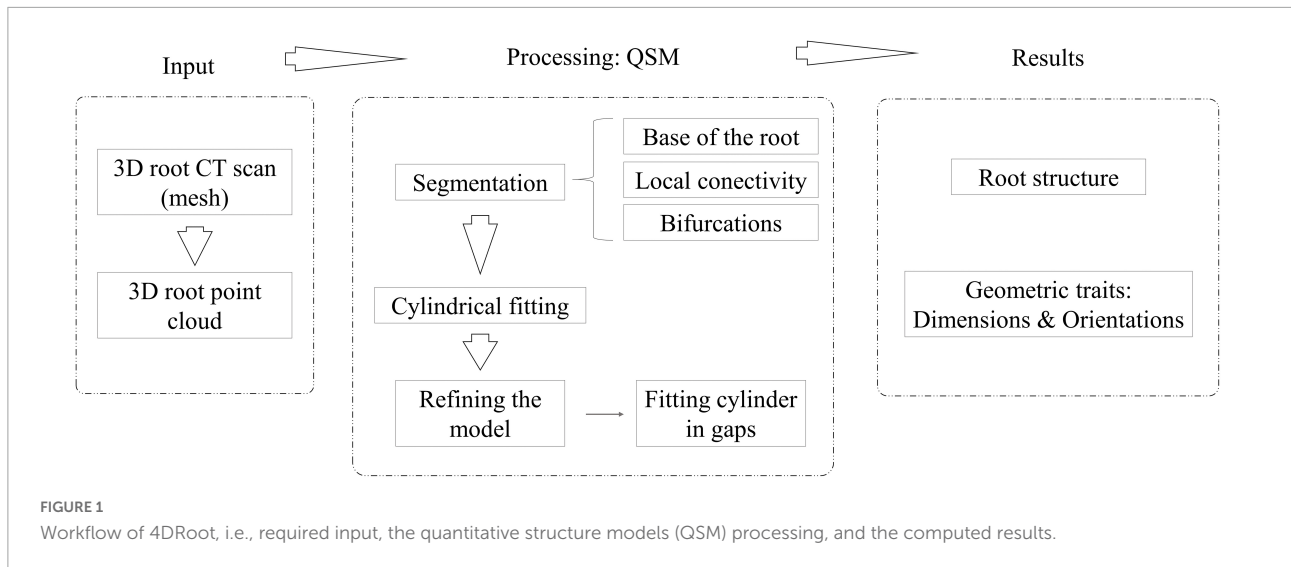 Input
Processing: QSM
Results
3D root CT scan
(mesh)
3D root point
cloud
Segmentation
Base of the root
Local conectivity
Bifurcations
Cylindrical fitting
Refining the
model
Fitting cylinder
in gaps
Root structure
Geometric traits:
Dimensions & Orientations
FIGURE 1
Workflow of 4DRoot, i.e., required input, the quantitative structure models (QSM) processing, and the computed results.